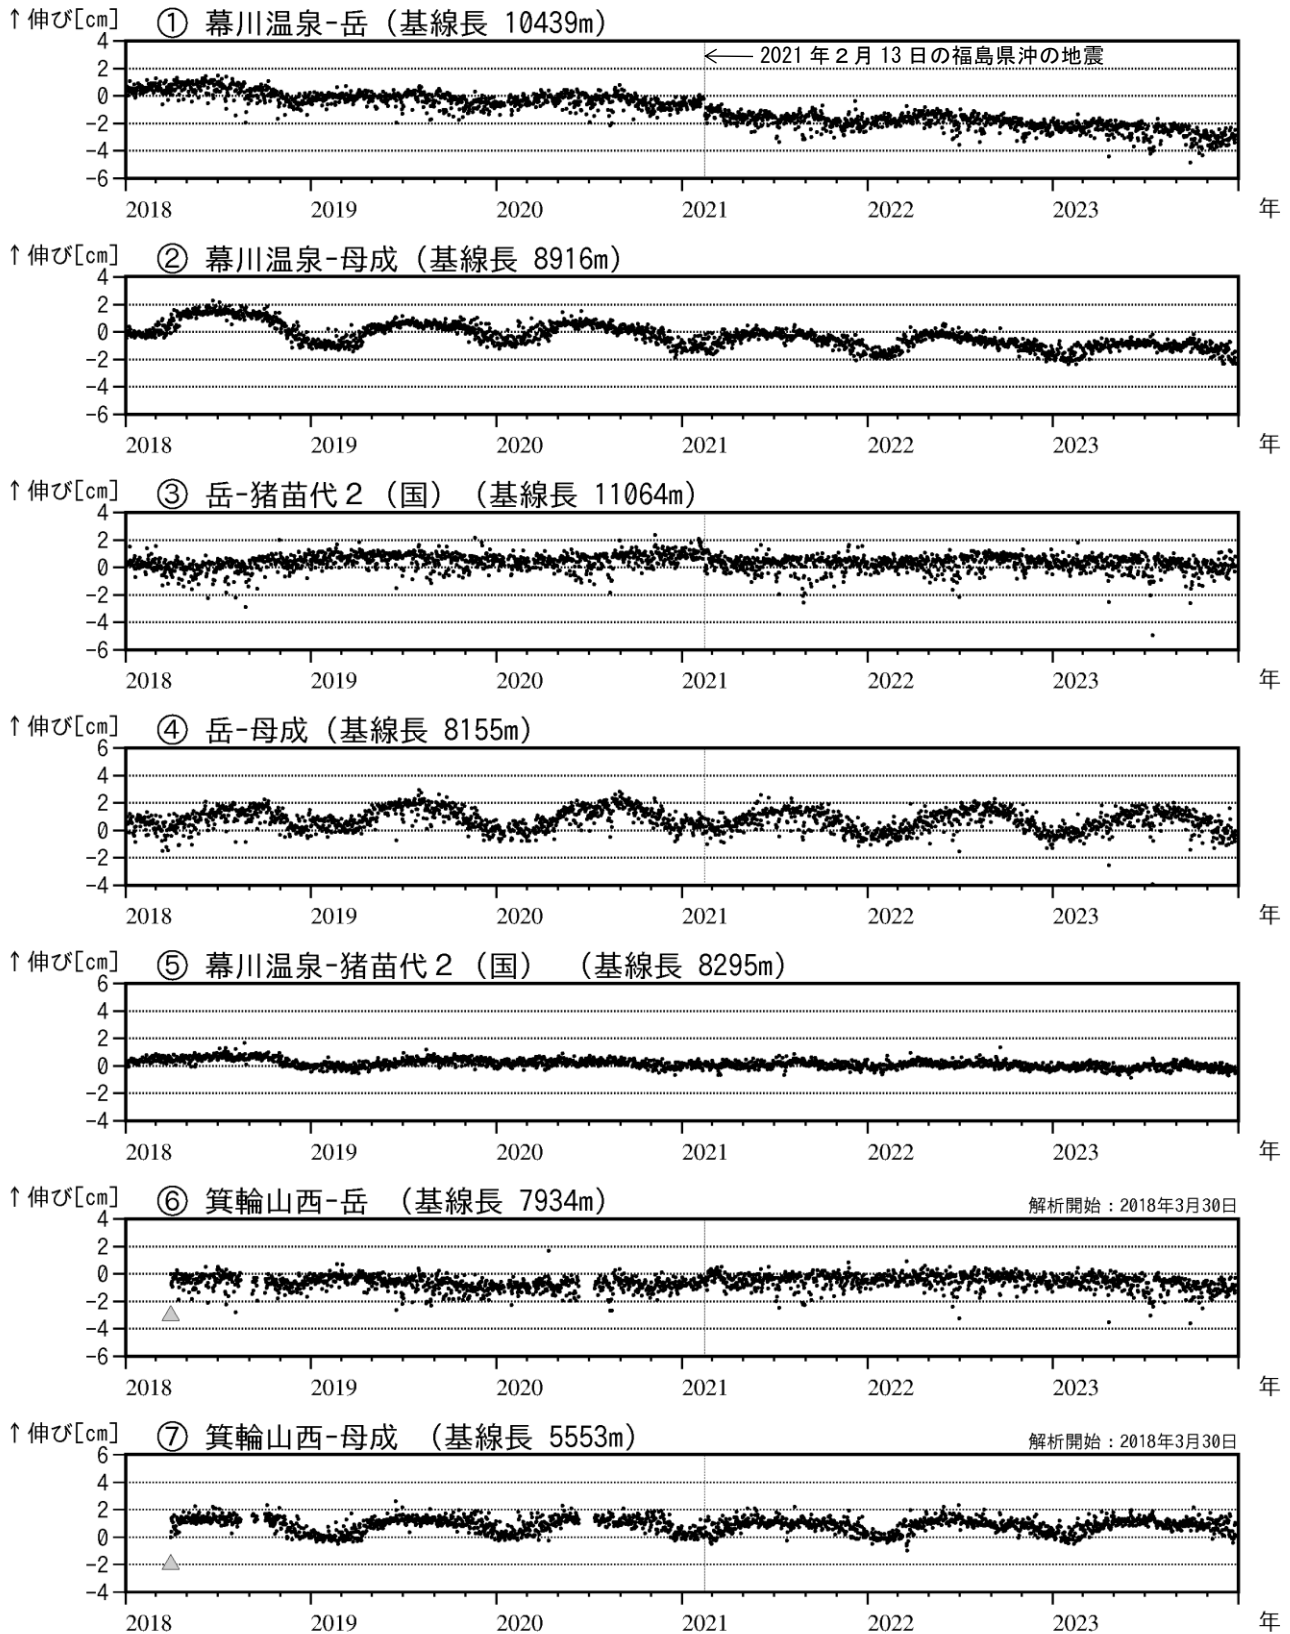 ↑伸び[cm] ① 幕川温泉-岳 (基線長 10439m)
4
← 2021年2月13日の福島県沖の地震
2
0
-2
-4
-6
2018 2019 2020 2021 2022 2023 年
↑伸び[cm] ② 幕川温泉-母成 (基線長 8916m)
4
2
0
-2
-4
-6
2018 2019 2020 2021 2022 2023 年
↑伸び[cm] ③ 岳-猪苗代2 (国) (基線長 11064m)
4
2
0
-2
-4
-6
2018 2019 2020 2021 2022 2023 年
↑伸び[cm] ④ 岳-母成 (基線長 8155m)
6
4
2
0
-2
-4
2018 2019 2020 2021 2022 2023 年
↑伸び[cm] ⑤ 幕川温泉-猪苗代2 (国) (基線長 8295m)
6
4
2
0
-2
-4
2018 2019 2020 2021 2022 2023 年
↑伸び[cm] ⑥ 箕輪山西-岳 (基線長 7934m) 解析開始:2018年3月30日
4
2
0
-2
-4
-6
2018 2019 2020 2021 2022 2023 年
↑伸び[cm] ⑦ 箕輪山西-母成 (基線長 5553m) 解析開始:2018年3月30日
6
4
2
0
-2
-4
2018 2019 2020 2021 2022 2023 年